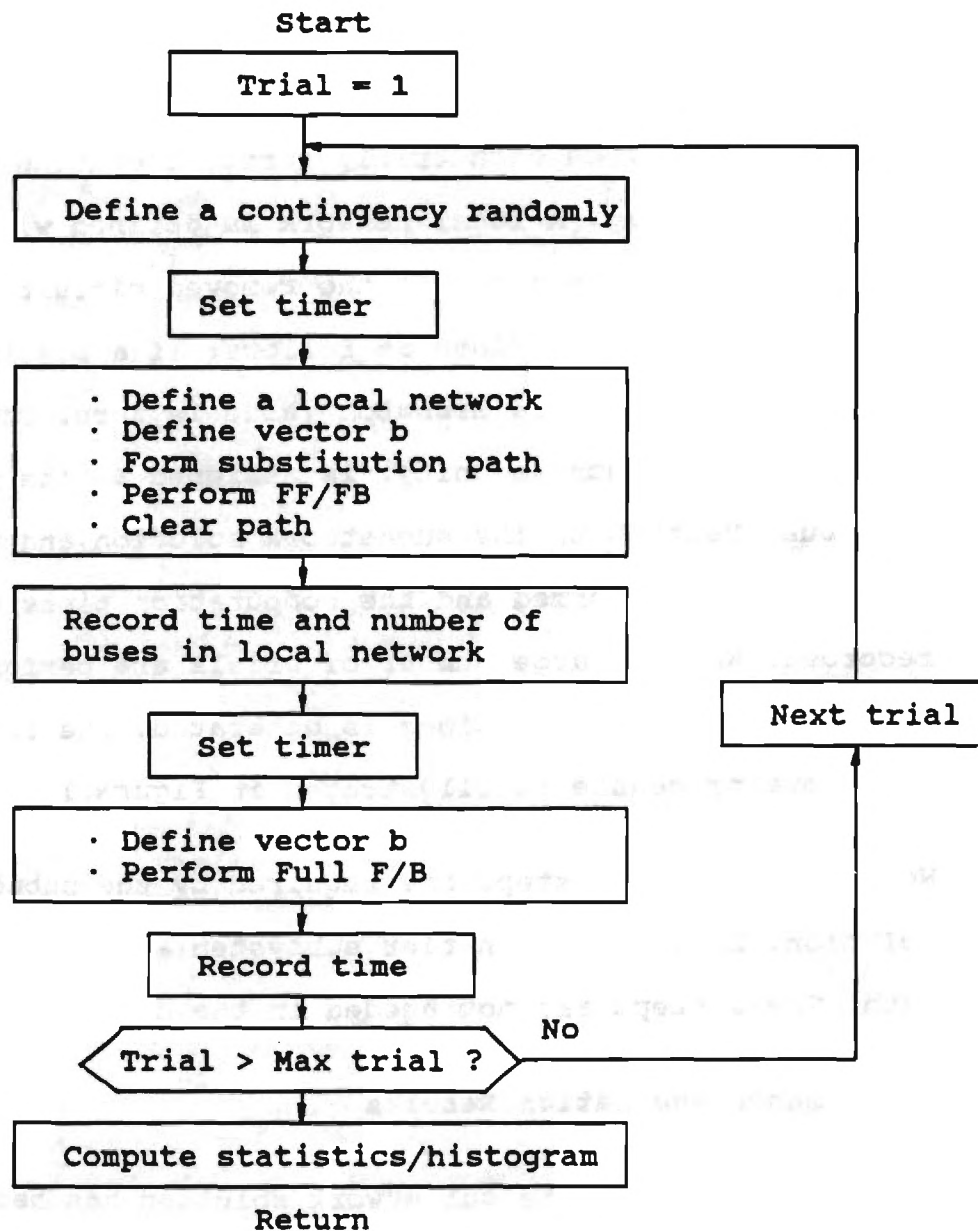 Start
Trial = 1
Define a contingency randomly
Set timer
· Define a local network
· Define vector b
· Form substitution path
· Perform FF/FB
· Clear path
Record time and number of
buses in local network
Next trial
Set timer
· Define vector b
· Perform Full F/B
Record time
No
Trial > Max trial ?
Compute statistics/histogram
Return